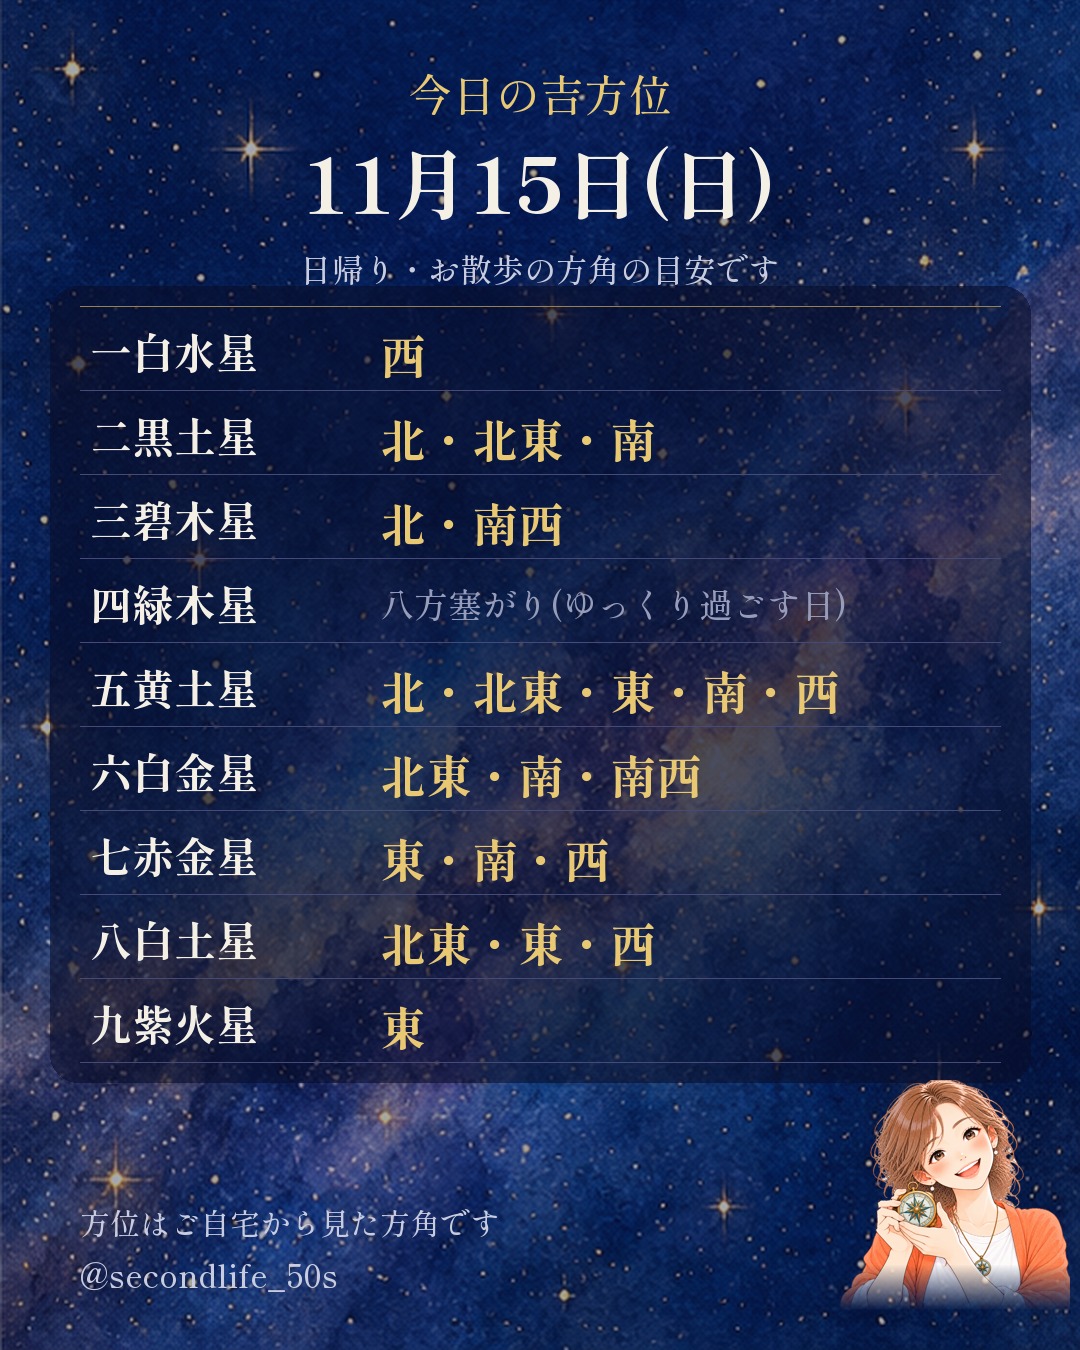 今日の吉方位
11月15日(日)
日帰り・お散歩の方角の目安です
一白水星 西
二黒土星 北・北東・南
三碧木星 北・南西
四緑木星 八方塞がり(ゆっくり過ごす日)
五黄土星 北・北東・東・南・西
六白金星 北東・南・南西
七赤金星 東・南・西
八白土星 北東・東・西
九紫火星 東
方位はご自宅から見た方角です
@secondlife_50s